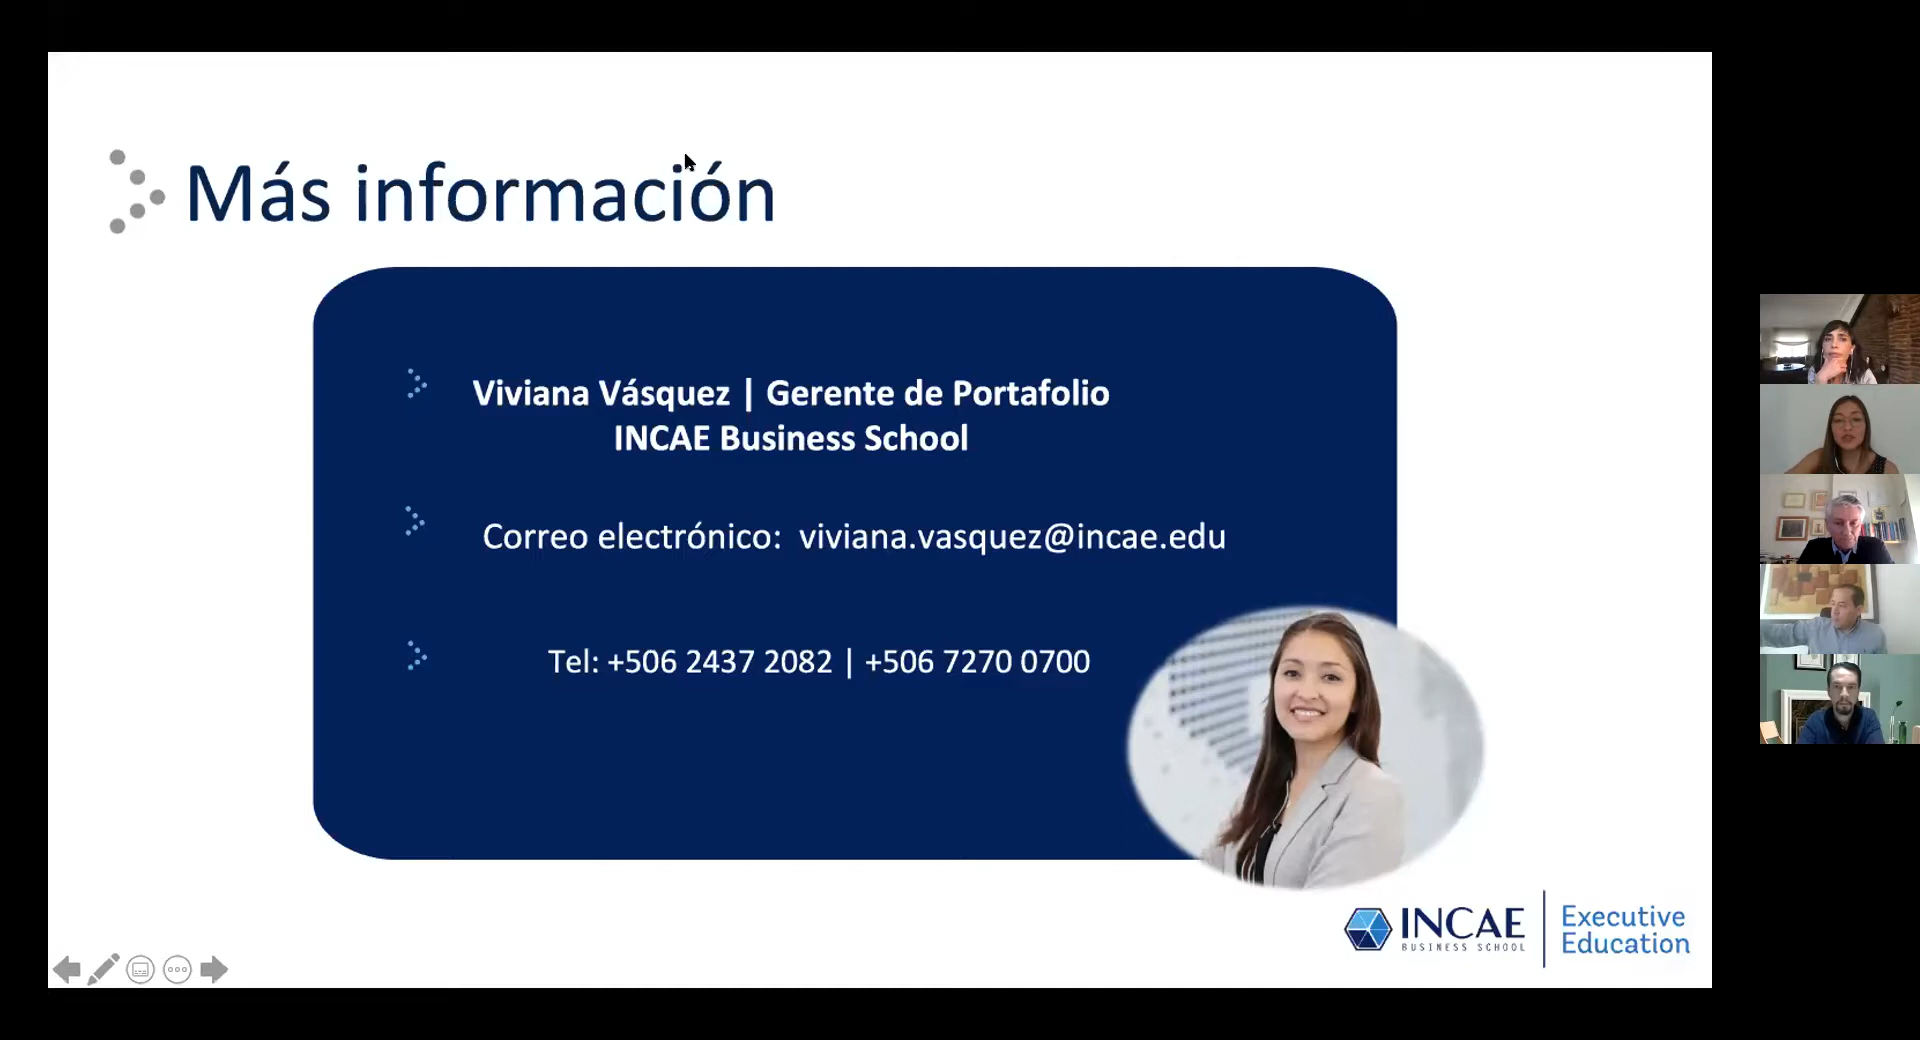 Más información
Viviana Vásquez | Gerente de Portafolio
INCAE Business School
Correo electrónico: viviana.vasquez@incae.edu
Tel: +506 2437 2082 | +506 7270 0700
INCAE
BUSINESS SCHOOL
Executive
Education